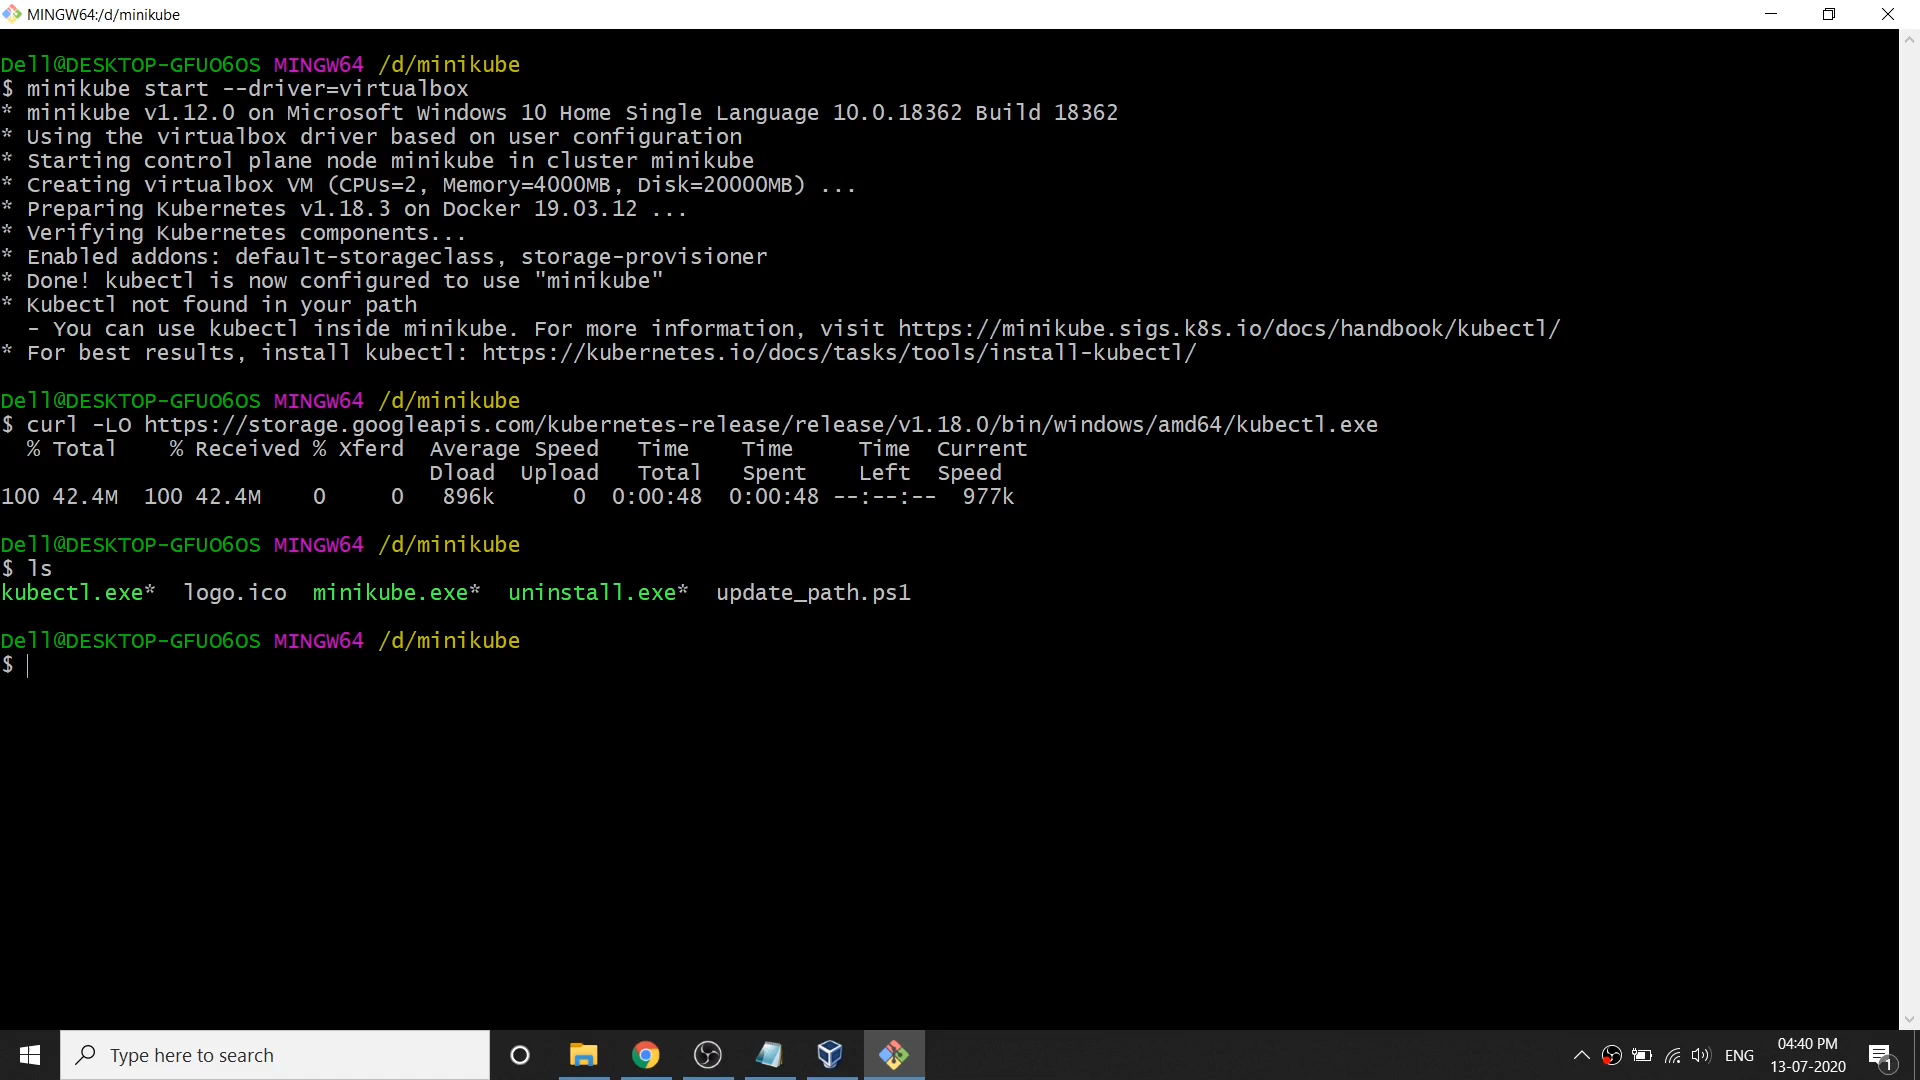 MINGW64:/d/minikube
Dell@DESKTOP-GFUO6OS MINGW64 /d/minikube
$ minikube start --driver=virtualbox
* minikube v1.12.0 on Microsoft Windows 10 Home Single Language 10.0.18362 Build 18362
* Using the virtualbox driver based on user configuration
* Starting control plane node minikube in cluster minikube
* Creating virtualbox VM (CPUs=2, Memory=4000MB, Disk=20000MB) ...
* Preparing Kubernetes v1.18.3 on Docker 19.03.12 ...
* Verifying Kubernetes components...
* Enabled addons: default-storageclass, storage-provisioner
* Done! kubectl is now configured to use "minikube"
* Kubectl not found in your path
  - You can use kubectl inside minikube. For more information, visit https://minikube.sigs.k8s.io/docs/handbook/kubectl/
* For best results, install kubectl: https://kubernetes.io/docs/tasks/tools/install-kubectl/
Dell@DESKTOP-GFUO6OS MINGW64 /d/minikube
$ curl -LO https://storage.googleapis.com/kubernetes-release/release/v1.18.0/bin/windows/amd64/kubectl.exe
  % Total    % Received % Xferd  Average Speed   Time    Time     Time  Current
                                 Dload  Upload   Total   Spent    Left  Speed
100 42.4M  100 42.4M    0     0   896k      0  0:00:48  0:00:48 --:--:--  977k
Dell@DESKTOP-GFUO6OS MINGW64 /d/minikube
$ ls
kubectl.exe*  logo.ico  minikube.exe*  uninstall.exe*  update_path.ps1
Dell@DESKTOP-GFUO6OS MINGW64 /d/minikube
$
Type here to search
ENG
04:40 PM
13-07-2020
1